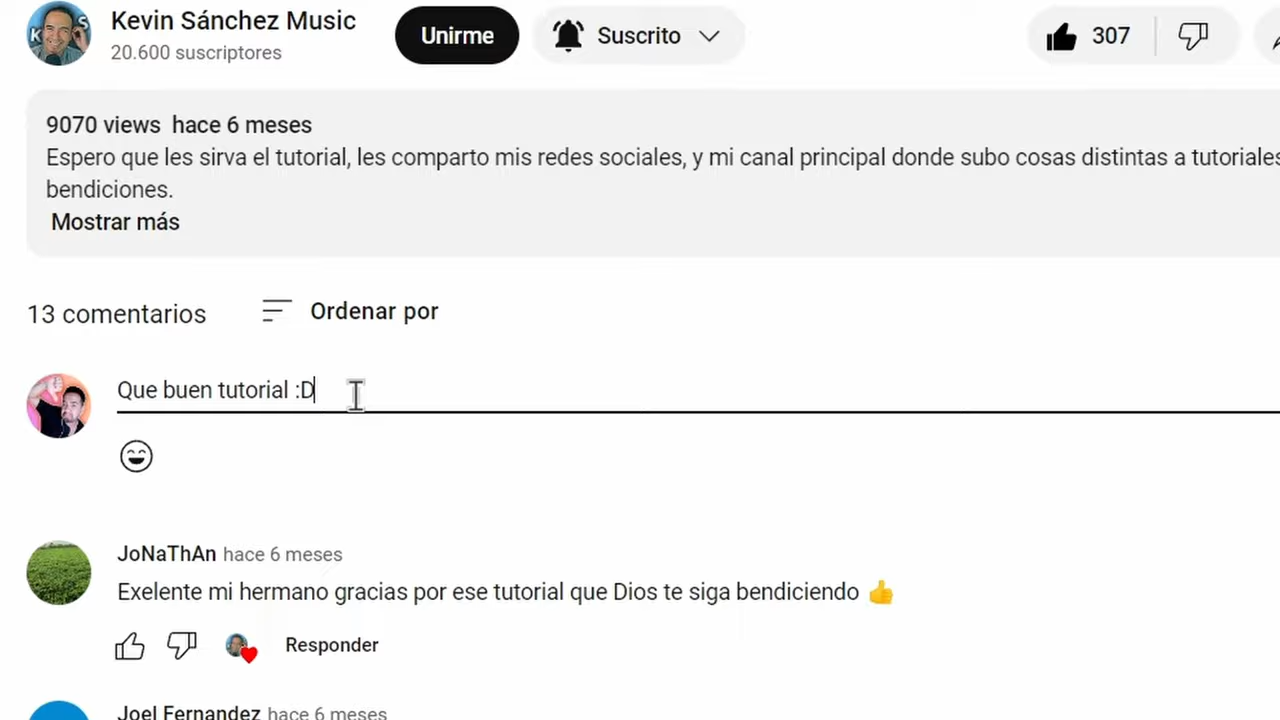 Kevin Sánchez Music
20.600 suscriptores
Unirme
Suscrito
307
9070 views hace 6 meses
Espero que les sirva el tutorial, les comparto mis redes sociales, y mi canal principal donde subo cosas distintas a tutoriales
bendiciones.
Mostrar más
13 comentarios
Ordenar por
Que buen tutorial :D
JoNaThAn hace 6 meses
Exelente mi hermano gracias por ese tutorial que Dios te siga bendiciendo 👍
Responder
Joel Fernandez hace 6 meses